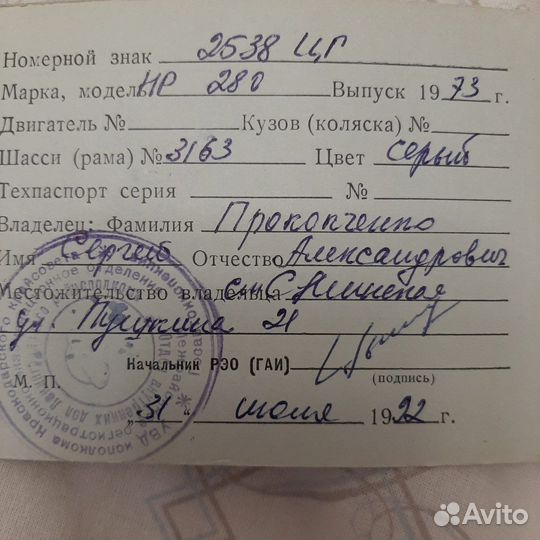 Номерной знак 2538 ЦГ
Марка, модель НР 280 Выпуск 1973 г.
Двигатель № Кузов (коляска) №
Шасси (рама) № 3163 Цвет серый
Техпаспорт серия №
Владелец: Фамилия Прокопченко
Имя Сергей Отчество Александрович
Местожительство владельца
ул. Пушкина 21
Начальник РЭО (ГАИ)
(подпись)
М. П.
„31" июля 1992 г.
Avito